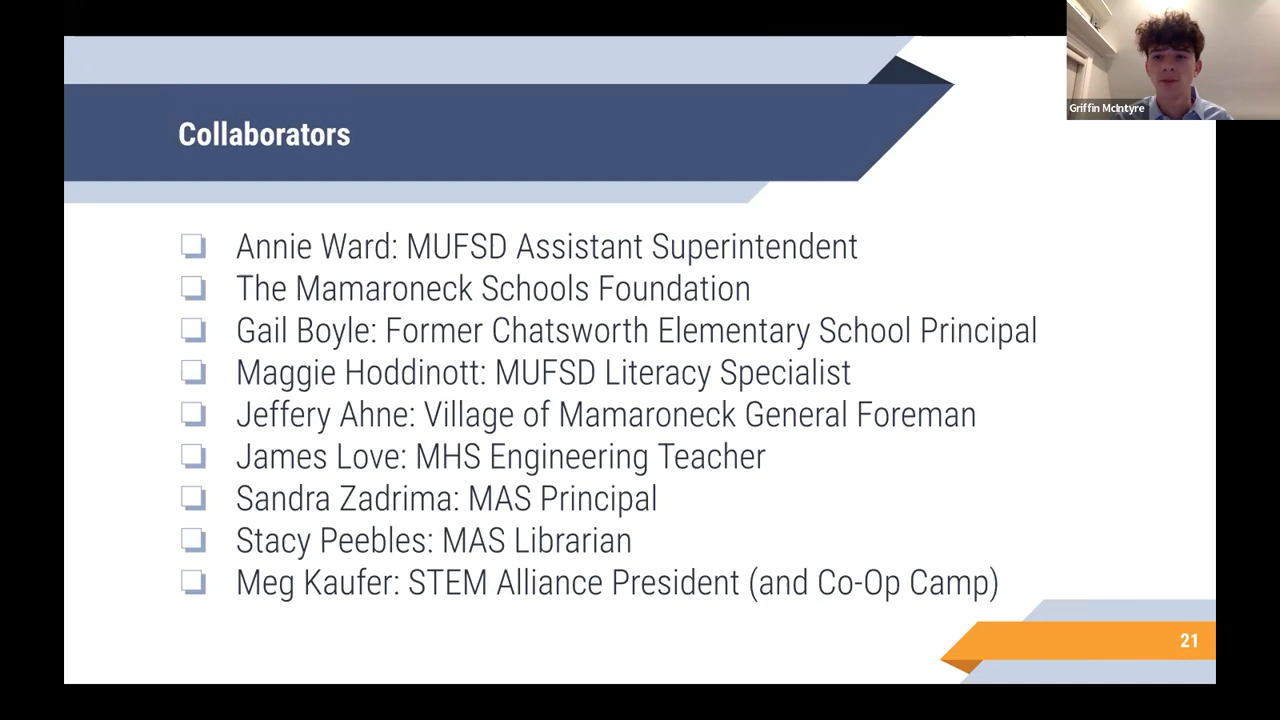 Griffin McIntyre
Collaborators
Annie Ward: MUFSD Assistant Superintendent
The Mamaroneck Schools Foundation
Gail Boyle: Former Chatsworth Elementary School Principal
Maggie Hoddinott: MUFSD Literacy Specialist
Jeffery Ahne: Village of Mamaroneck General Foreman
James Love: MHS Engineering Teacher
Sandra Zadrima: MAS Principal
Stacy Peebles: MAS Librarian
Meg Kaufer: STEM Alliance President (and Co-Op Camp)
21